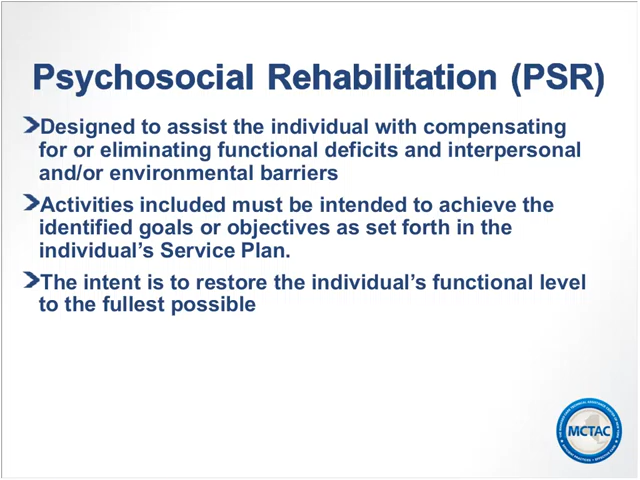 Psychosocial Rehabilitation (PSR)
Designed to assist the individual with compensating
for or eliminating functional deficits and interpersonal
and/or environmental barriers
Activities included must be intended to achieve the
identified goals or objectives as set forth in the
individual's Service Plan.
The intent is to restore the individual's functional level
to the fullest possible
MCTAC